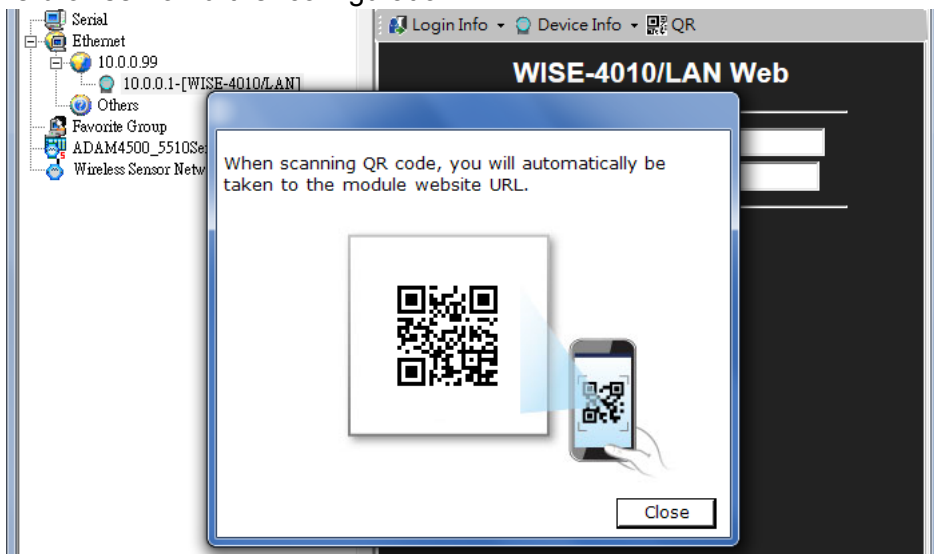 Serial
Ethernet
10.0.0.99
10.0.0.1-[WISE-4010/LAN]
Others
Favorite Group
ADAM4500_5510Se
Wireless Sensor Netw
Login Info
Device Info
QR
WISE-4010/LAN Web
When scanning QR code, you will automatically be
taken to the module website URL.
Close